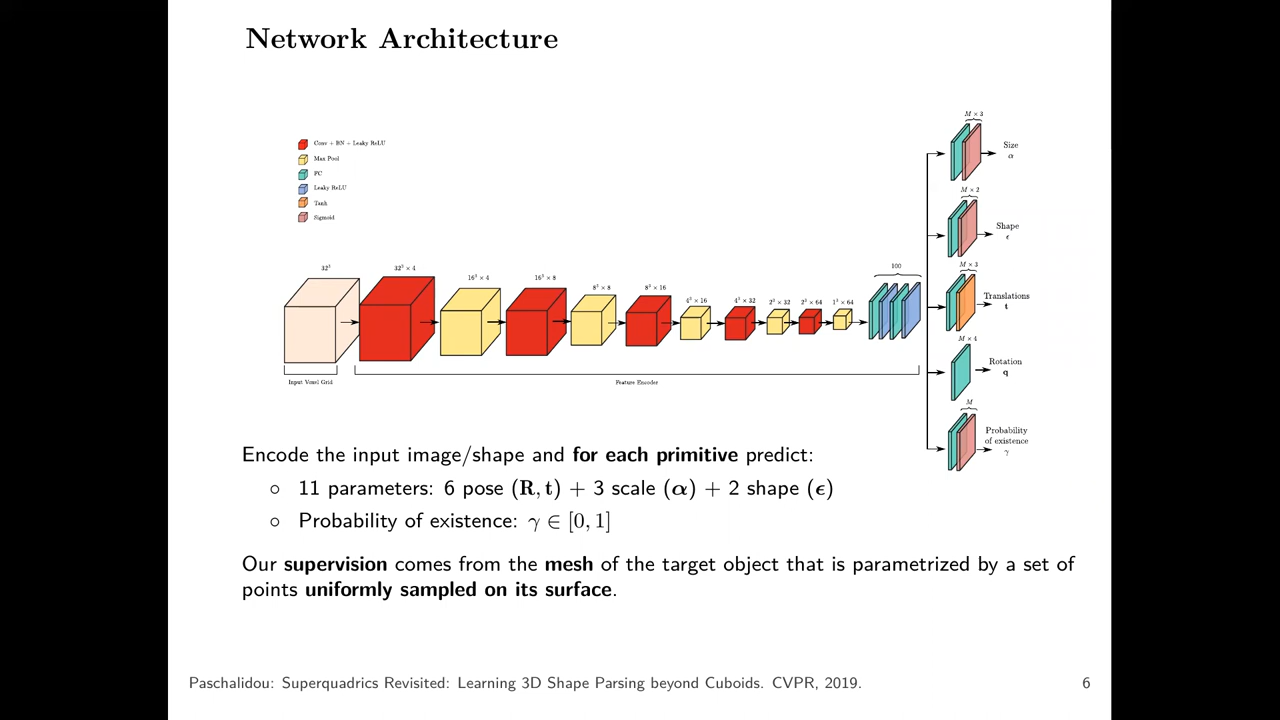 Network Architecture
Conv + BN + Leaky ReLU
Max Pool
FC
Leaky ReLU
Tanh
Sigmoid
32³
32³ × 4
16³ × 4
16³ × 8
8³ × 8
8³ × 16
4³ × 16
4³ × 32
2³ × 32
2³ × 64
1³ × 64
100
Input Voxel Grid
Feature Encoder
M × 3
Size
α
M × 2
Shape
ϵ
M × 3
Translations
t
M × 4
Rotation
q
M
Probability
of existence
γ
Encode the input image/shape and for each primitive predict:
○ 11 parameters: 6 pose (R, t) + 3 scale (α) + 2 shape (ϵ)
○ Probability of existence: γ ∈ [0, 1]
Our supervision comes from the mesh of the target object that is parametrized by a set of
points uniformly sampled on its surface.
Paschalidou: Superquadrics Revisited: Learning 3D Shape Parsing beyond Cuboids. CVPR, 2019.
6